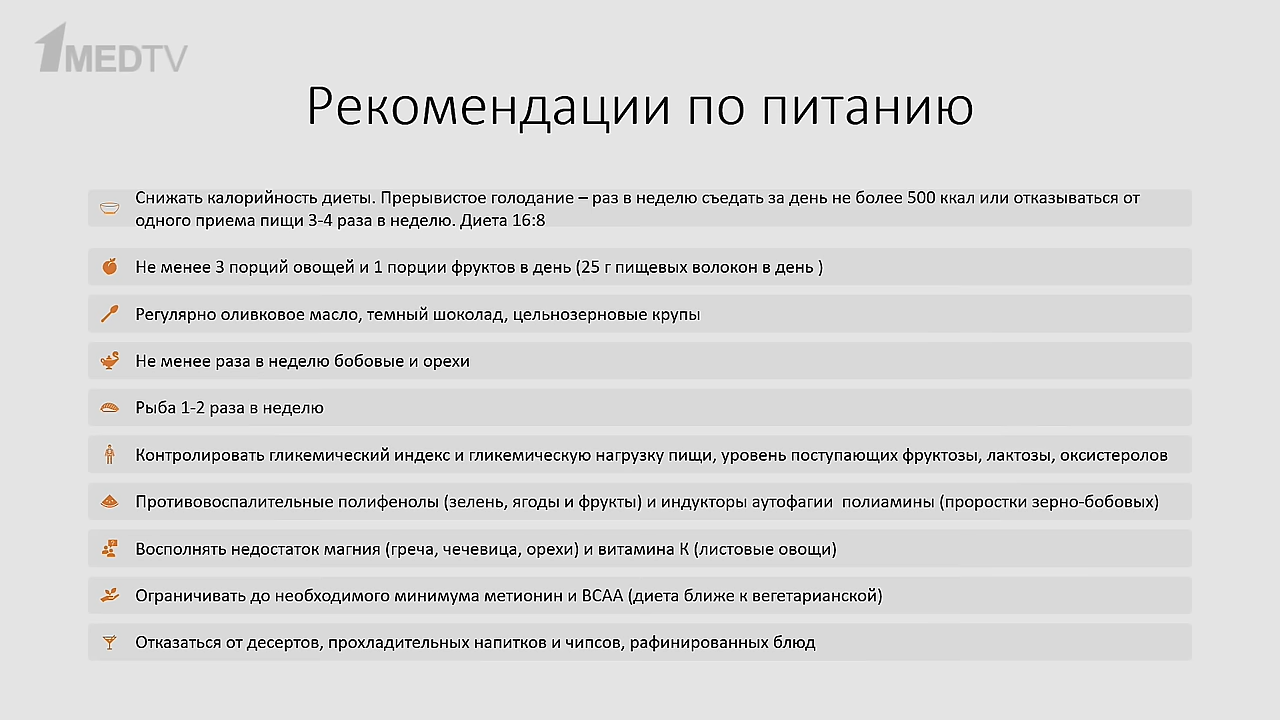 1MEDTV
Рекомендации по питанию
Снижать калорийность диеты. Прерывистое голодание – раз в неделю съедать за день не более 500 ккал или отказываться от
одного приема пищи 3-4 раза в неделю. Диета 16:8
Не менее 3 порций овощей и 1 порции фруктов в день (25 г пищевых волокон в день )
Регулярно оливковое масло, темный шоколад, цельнозерновые крупы
Не менее раза в неделю бобовые и орехи
Рыба 1-2 раза в неделю
Контролировать гликемический индекс и гликемическую нагрузку пищи, уровень поступающих фруктозы, лактозы, оксистеролов
Противовоспалительные полифенолы (зелень, ягоды и фрукты) и индукторы аутофагии  полиамины (проростки зерно-бобовых)
Восполнять недостаток магния (греча, чечевица, орехи) и витамина К (листовые овощи)
Ограничивать до необходимого минимума метионин и BCAA (диета ближе к вегетарианской)
Отказаться от десертов, прохладительных напитков и чипсов, рафинированных блюд